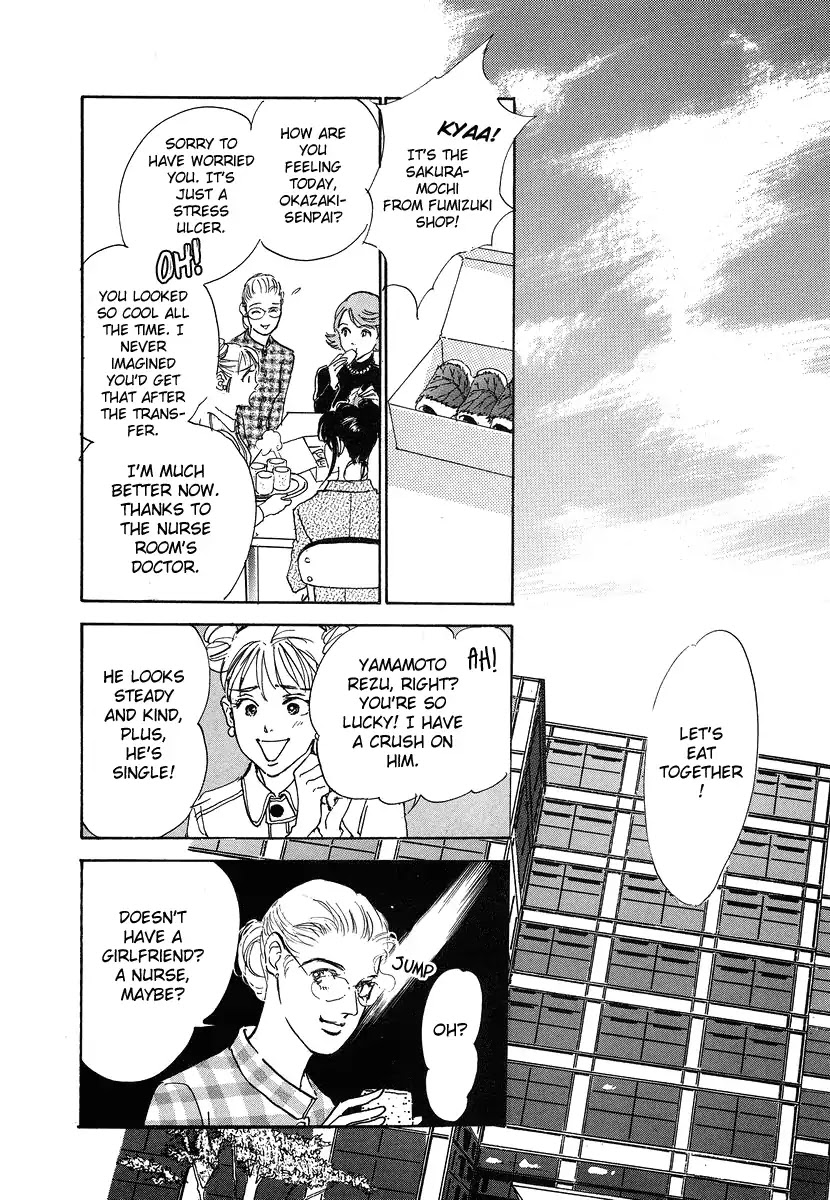 LET'S
EAT
TOGETHER
!
KYAA!
IT'S THE
SAKURA-
MOCHI
FROM FUMIZUKI
SHOP!
HOW ARE
YOU
FEELING
TODAY,
OKAZAKI-
SENPAI?
SORRY TO
HAVE WORRIED
YOU. IT'S
JUST A
STRESS
ULCER.
OH!
YOU LOOKED
SO COOL ALL
THE TIME. I
NEVER
IMAGINED
YOU'D GET
THAT AFTER
THE TRANS-
FER.
I'M MUCH
BETTER NOW.
THANKS TO
THE NURSE
ROOM'S
DOCTOR.
AH!
YAMAMOTO
REZU, RIGHT?
YOU'RE SO
LUCKY! I HAVE
A CRUSH ON
HIM.
HE LOOKS
STEADY
AND KIND,
PLUS,
HE'S
SINGLE!
JUMP
OH?
DOESN'T
HAVE A
GIRLFRIEND?
A NURSE,
MAYBE?